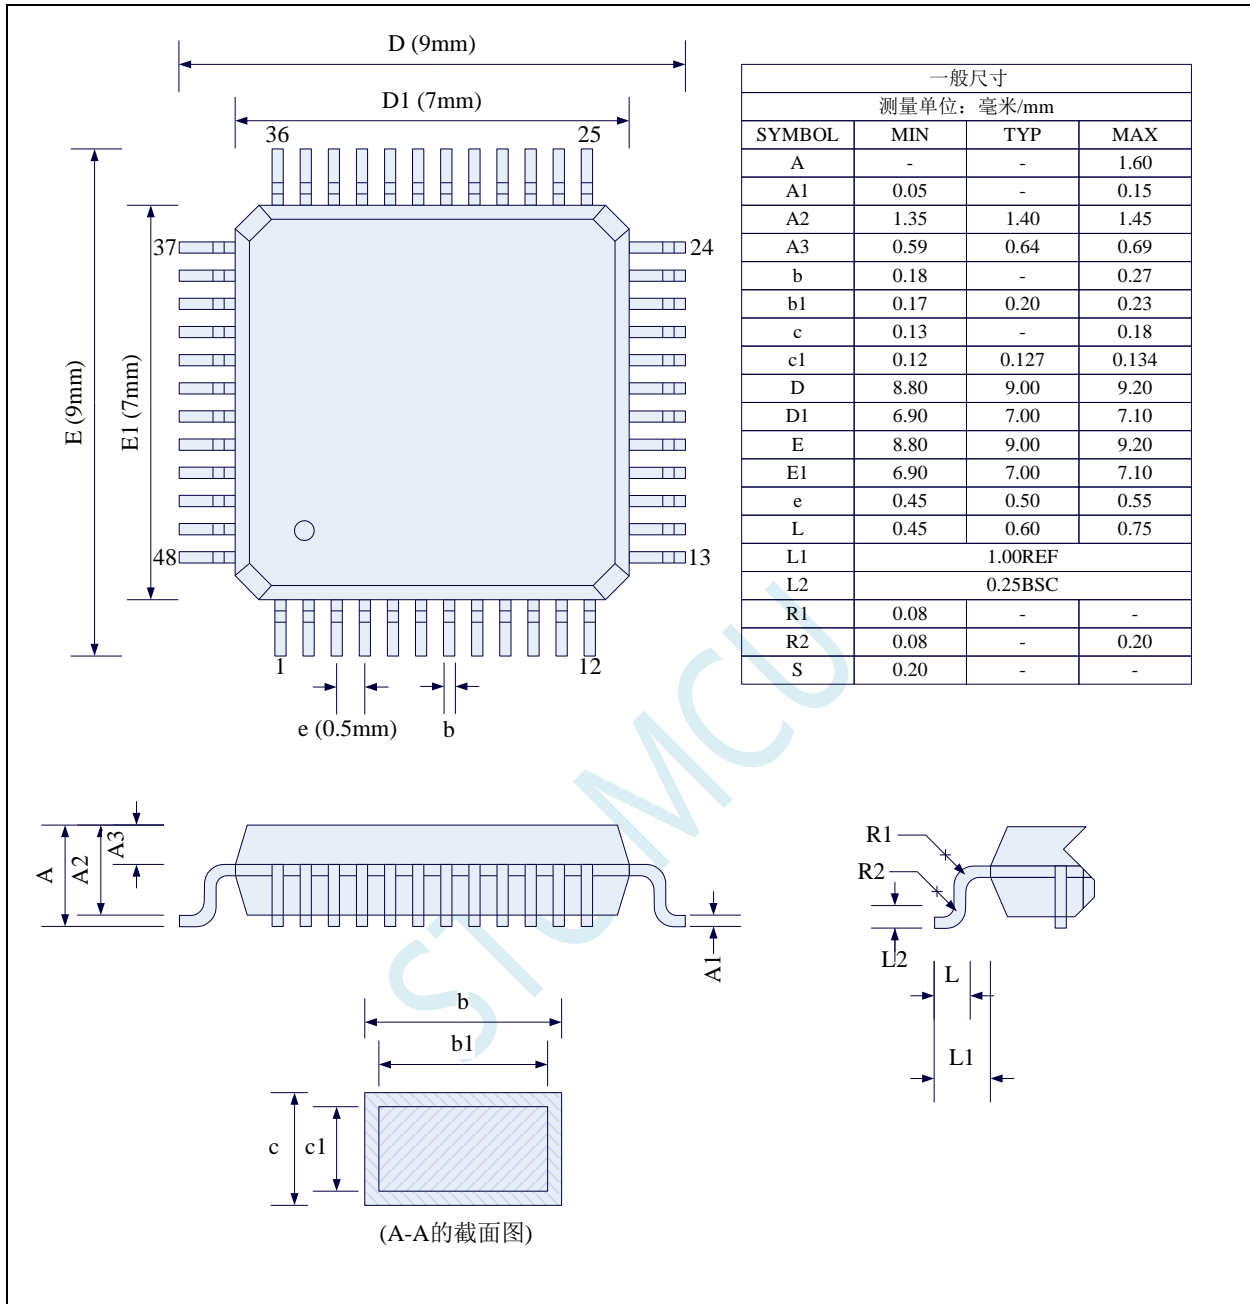 D (9mm)
D1 (7mm)
36 25
37 24
E (9mm)
E1 (7mm)
48 13
1 12
e (0.5mm) b
一般尺寸
测量单位：毫米/mm
SYMBOL MIN TYP MAX
A - - 1.60
A1 0.05 - 0.15
A2 1.35 1.40 1.45
A3 0.59 0.64 0.69
b 0.18 - 0.27
b1 0.17 0.20 0.23
c 0.13 - 0.18
c1 0.12 0.127 0.134
D 8.80 9.00 9.20
D1 6.90 7.00 7.10
E 8.80 9.00 9.20
E1 6.90 7.00 7.10
e 0.45 0.50 0.55
L 0.45 0.60 0.75
L1 1.00REF
L2 0.25BSC
R1 0.08 - -
R2 0.08 - 0.20
S 0.20 - -
STC MCU
A
A2
A3
A1
R1
R2
L2
L
L1
b
b1
c c1
(A-A的截面图)